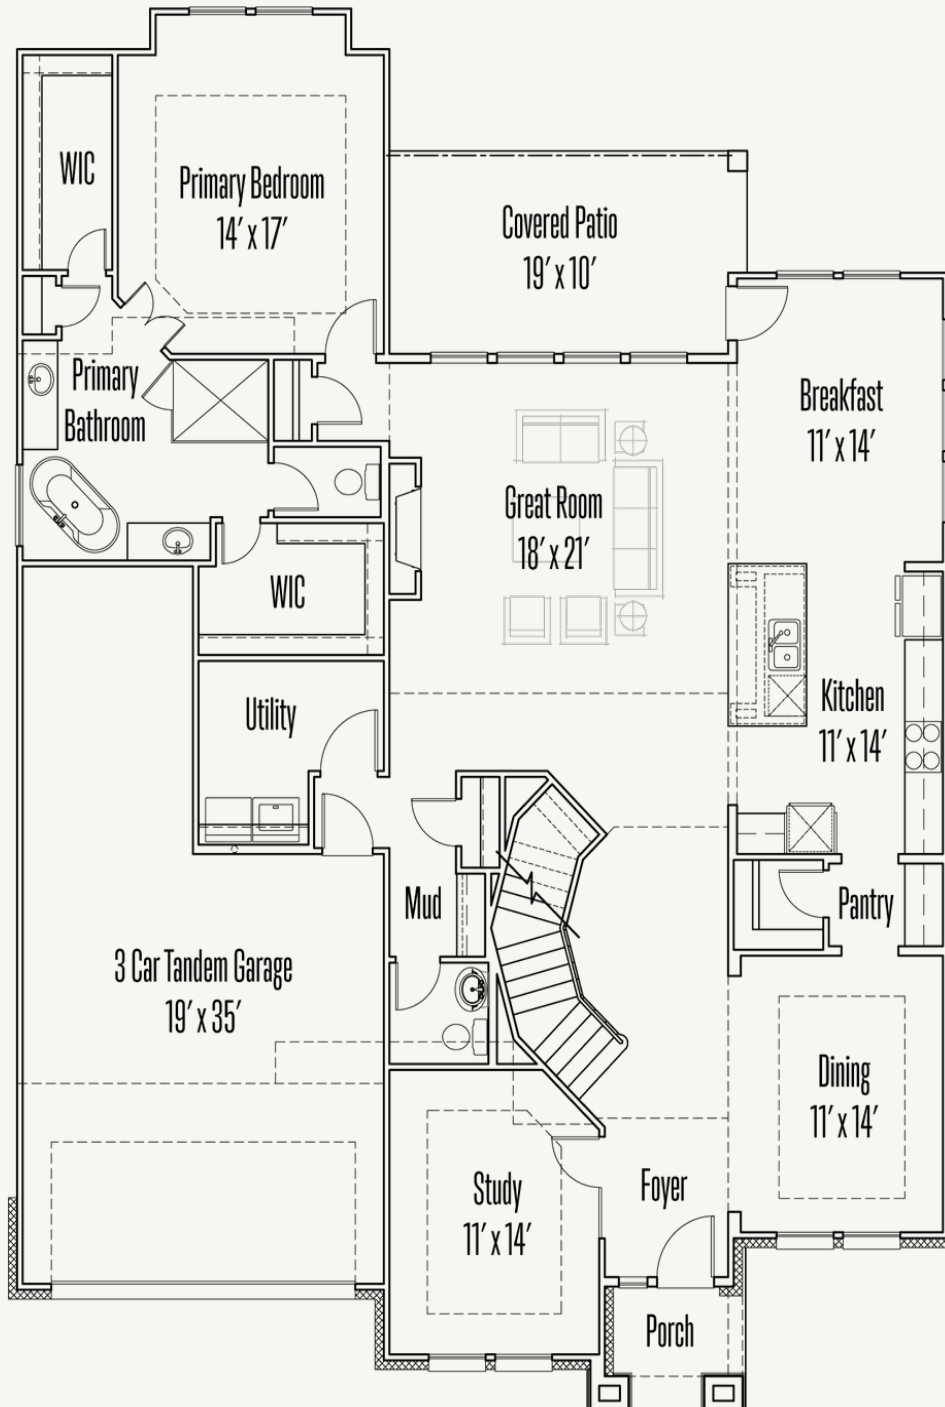 WIC
Primary Bedroom
14' x 17'
Covered Patio
19' x 10'
Primary
Bathroom
Breakfast
11' x 14'
Great Room
18' x 21'
WIC
Utility
Kitchen
11' x 14'
Mud
Pantry
3 Car Tandem Garage
19' x 35'
Dining
11' x 14'
Study
11' x 14'
Foyer
Porch